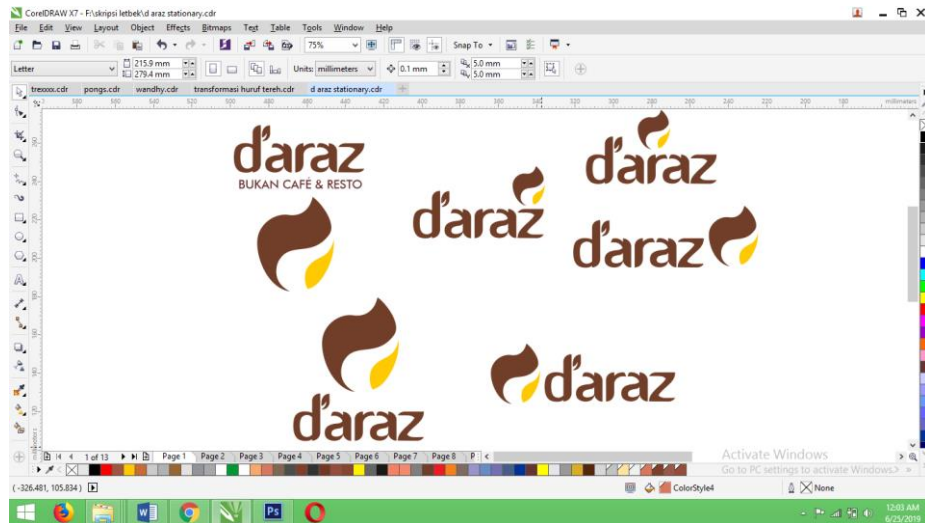 CorelDRAW X7 - F:\skripsi letbek\d araz stationary.cdr
File Edit View Layout Object Effects Bitmaps Text Table Tools Window Help
75% Snap To
Letter 215.9 mm 279.4 mm Units: millimeters 0.1 mm 5.0 mm 5.0 mm
trexxxx.cdr pongs.cdr wandhy.cdr transformasi huruf tereh.cdr d araz stationary.cdr
millimeters
d'araz
BUKAN CAFÉ & RESTO
d'araz
d'araz
d'araz
d'araz
d'araz
Activate Windows
Go to PC settings to activate Windows.
1 of 13 Page 1 Page 2 Page 3 Page 4 Page 5 Page 6 Page 7 Page 8 P
(-326.481, 105.834) ColorStyle4 None
12:03 AM
6/25/2019